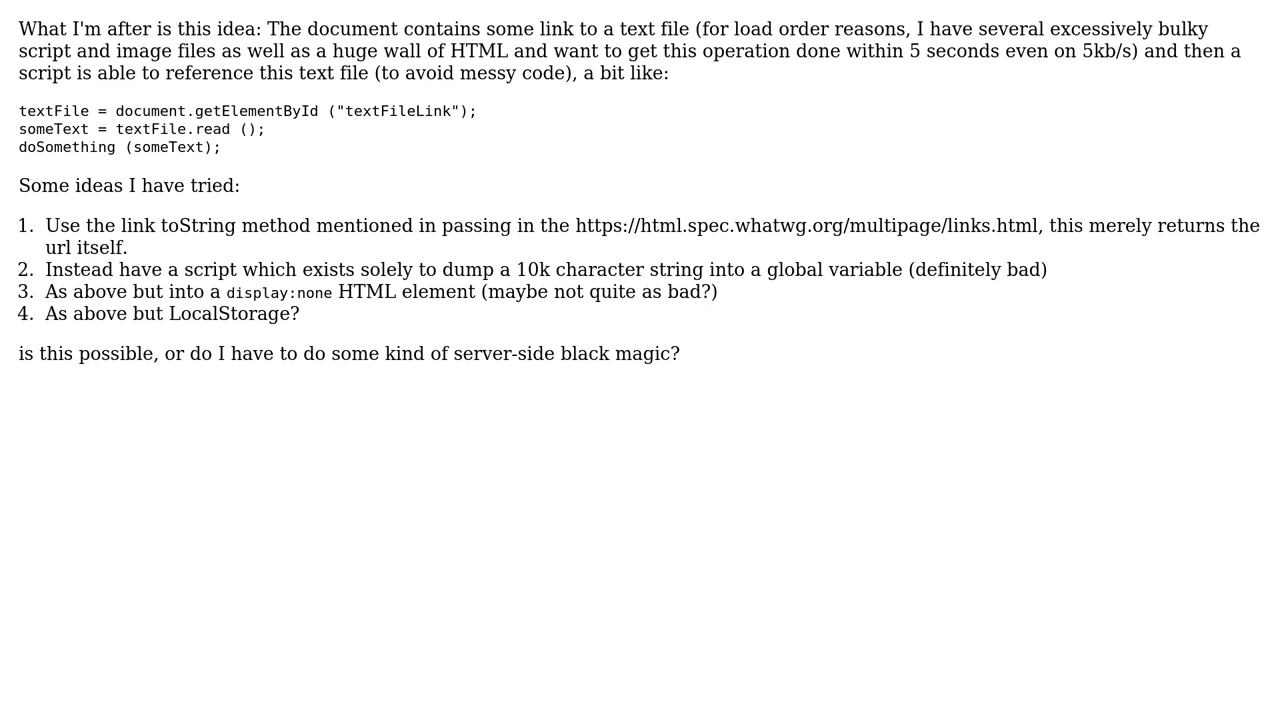 What I'm after is this idea: The document contains some link to a text file (for load order reasons, I have several excessively bulky
script and image files as well as a huge wall of HTML and want to get this operation done within 5 seconds even on 5kb/s) and then a
script is able to reference this text file (to avoid messy code), a bit like:
textFile = document.getElementById ("textFileLink");
someText = textFile.read ();
doSomething (someText);
Some ideas I have tried:
1. Use the link toString method mentioned in passing in the https://html.spec.whatwg.org/multipage/links.html, this merely returns the
url itself.
2. Instead have a script which exists solely to dump a 10k character string into a global variable (definitely bad)
3. As above but into a display:none HTML element (maybe not quite as bad?)
4. As above but LocalStorage?
is this possible, or do I have to do some kind of server-side black magic?